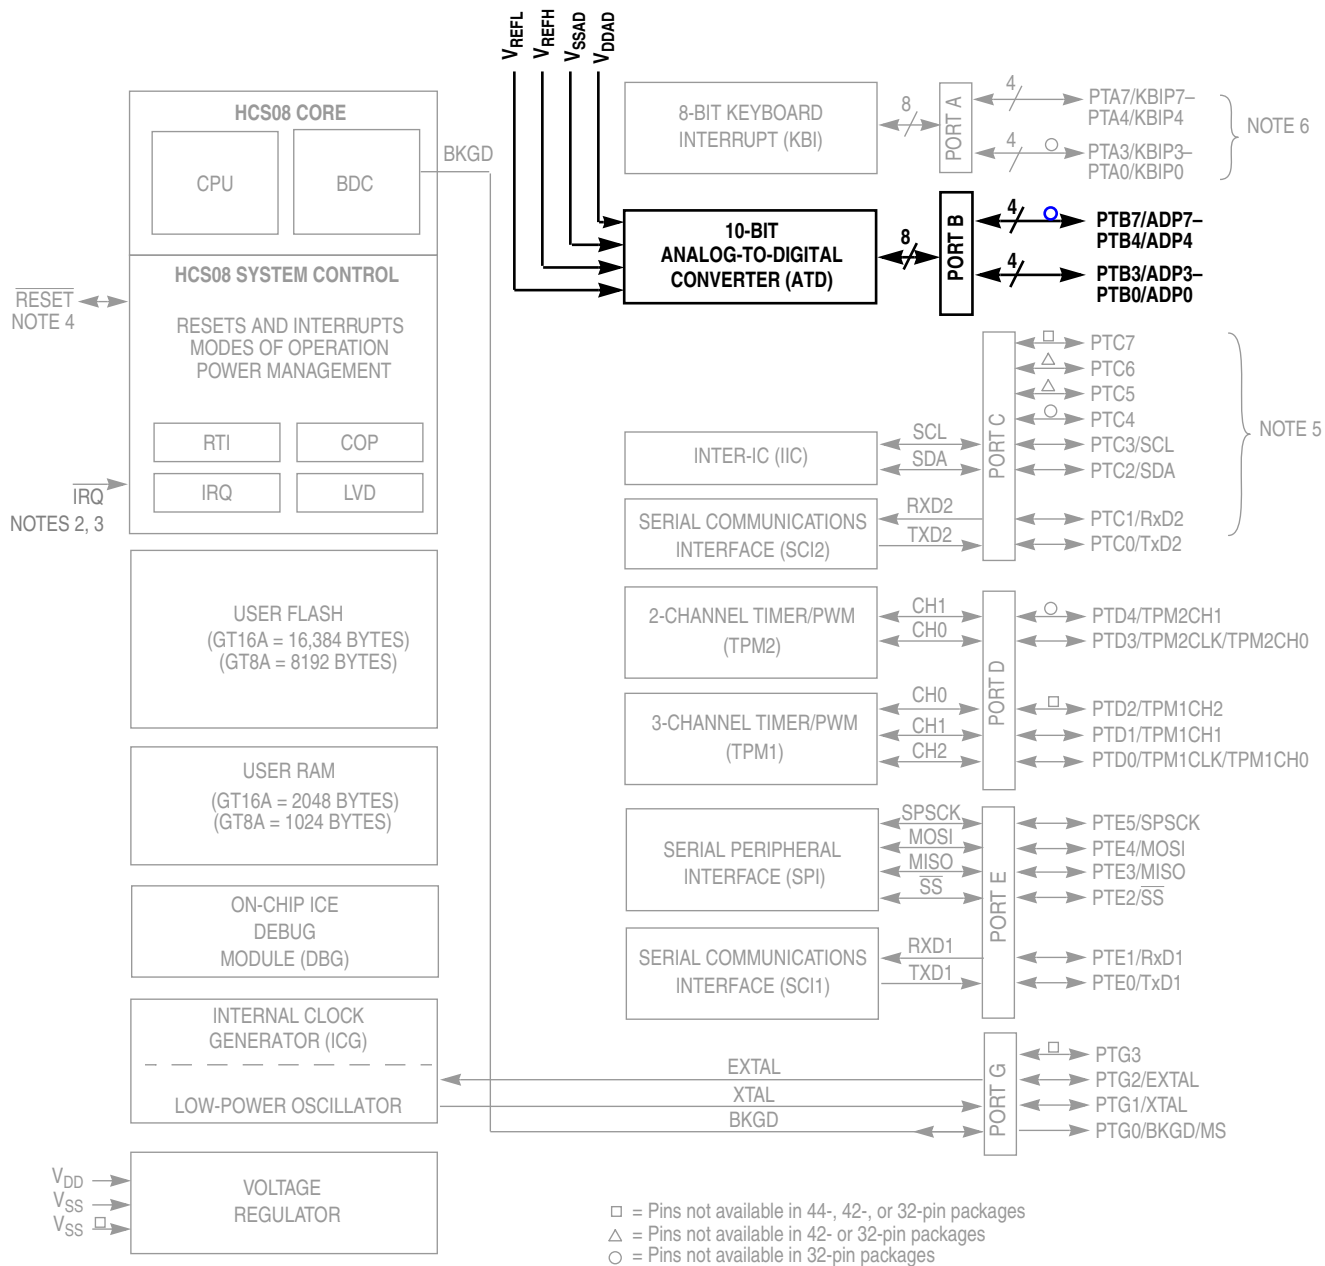 VREFL
VREFH
VSSAD
VDDAD
HCS08 CORE
CPU
BDC
BKGD
HCS08 SYSTEM CONTROL
RESETS AND INTERRUPTS
MODES OF OPERATION
POWER MANAGEMENT
RTI
COP
IRQ
LVD
RESET
NOTE 4
IRQ
NOTES 2, 3
USER FLASH
(GT16A = 16,384 BYTES)
(GT8A = 8192 BYTES)
USER RAM
(GT16A = 2048 BYTES)
(GT8A = 1024 BYTES)
ON-CHIP ICE
DEBUG
MODULE (DBG)
INTERNAL CLOCK
GENERATOR (ICG)
LOW-POWER OSCILLATOR
VDD
VSS
VSS
VOLTAGE
REGULATOR
8-BIT KEYBOARD
INTERRUPT (KBI)
8
PORT A
4
PTA7/KBIP7–
PTA4/KBIP4
4
PTA3/KBIP3–
PTA0/KBIP0
NOTE 6
10-BIT
ANALOG-TO-DIGITAL
CONVERTER (ATD)
8
PORT B
4
PTB7/ADP7–
PTB4/ADP4
4
PTB3/ADP3–
PTB0/ADP0
INTER-IC (IIC)
SCL
SDA
SERIAL COMMUNICATIONS
INTERFACE (SCI2)
RXD2
TXD2
PORT C
PTC7
PTC6
PTC5
PTC4
PTC3/SCL
PTC2/SDA
PTC1/RxD2
PTC0/TxD2
NOTE 5
2-CHANNEL TIMER/PWM
(TPM2)
CH1
CH0
3-CHANNEL TIMER/PWM
(TPM1)
CH0
CH1
CH2
PORT D
PTD4/TPM2CH1
PTD3/TPM2CLK/TPM2CH0
PTD2/TPM1CH2
PTD1/TPM1CH1
PTD0/TPM1CLK/TPM1CH0
SERIAL PERIPHERAL
INTERFACE (SPI)
SPSCK
MOSI
MISO
SS
SERIAL COMMUNICATIONS
INTERFACE (SCI1)
RXD1
TXD1
PORT E
PTE5/SPSCK
PTE4/MOSI
PTE3/MISO
PTE2/SS
PTE1/RxD1
PTE0/TxD1
EXTAL
XTAL
BKGD
PORT G
PTG3
PTG2/EXTAL
PTG1/XTAL
PTG0/BKGD/MS
□ = Pins not available in 44-, 42-, or 32-pin packages
△ = Pins not available in 42- or 32-pin packages
○ = Pins not available in 32-pin packages